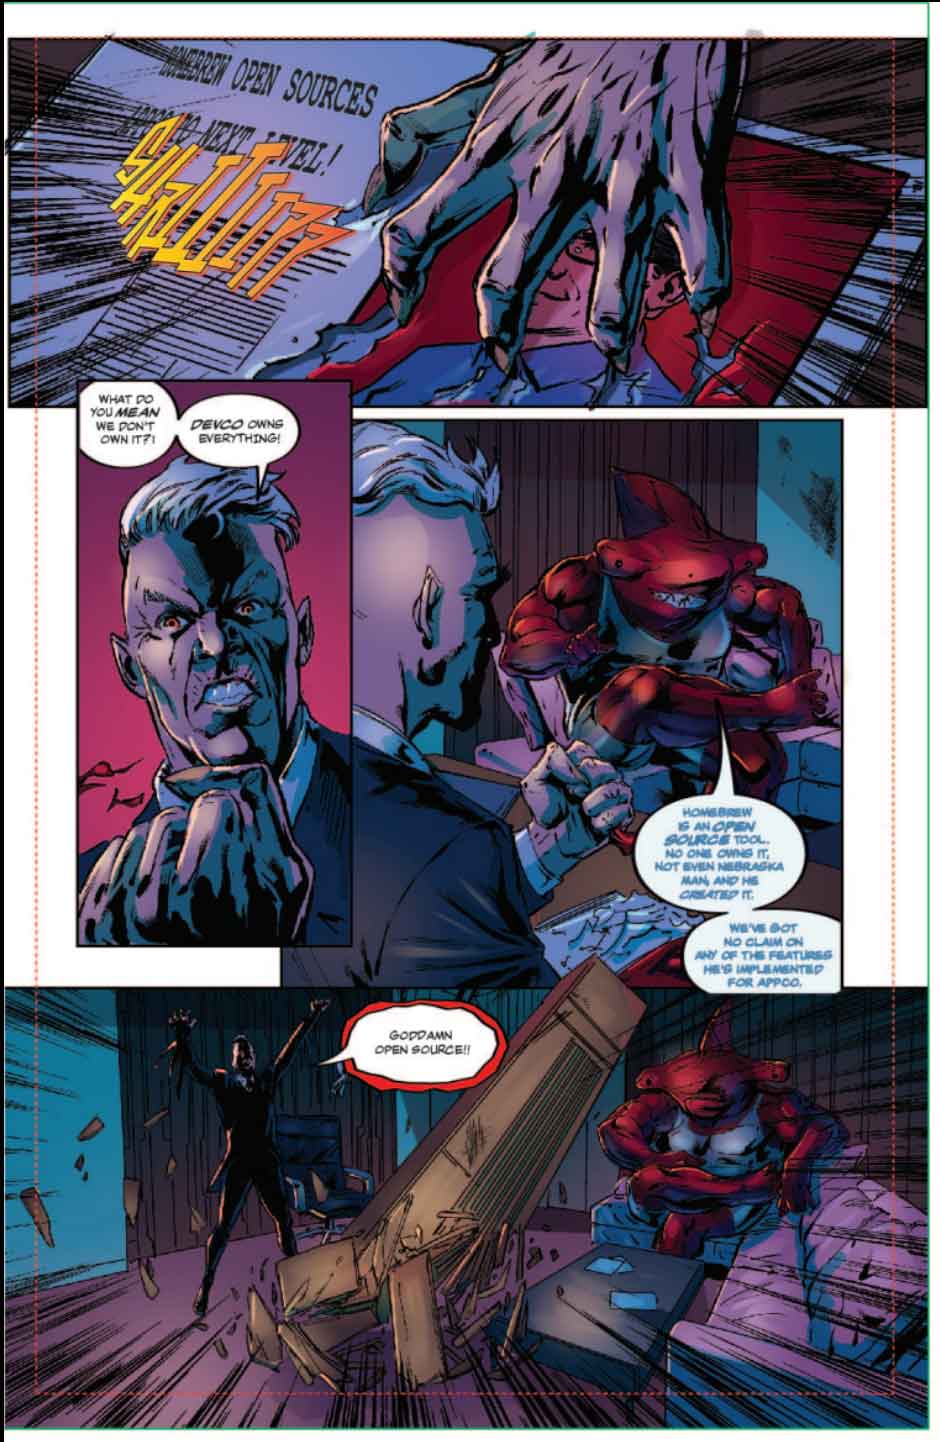 HOMEBREW OPEN SOURCES
NEXT LEVEL!
WHAT DO
YOU MEAN
WE DON'T
OWN IT?!
DEVCO OWNS
EVERYTHING!
HOMEBREW
IS AN OPEN
SOURCE TOOL.
NO ONE OWNS IT,
NOT EVEN NEBRASKA
MAN, AND HE
CREATED IT.
WE'VE GOT
NO CLAIM ON
ANY OF THE FEATURES
HE'S IMPLEMENTED
FOR APPCO.
GODDAMN
OPEN SOURCE!!